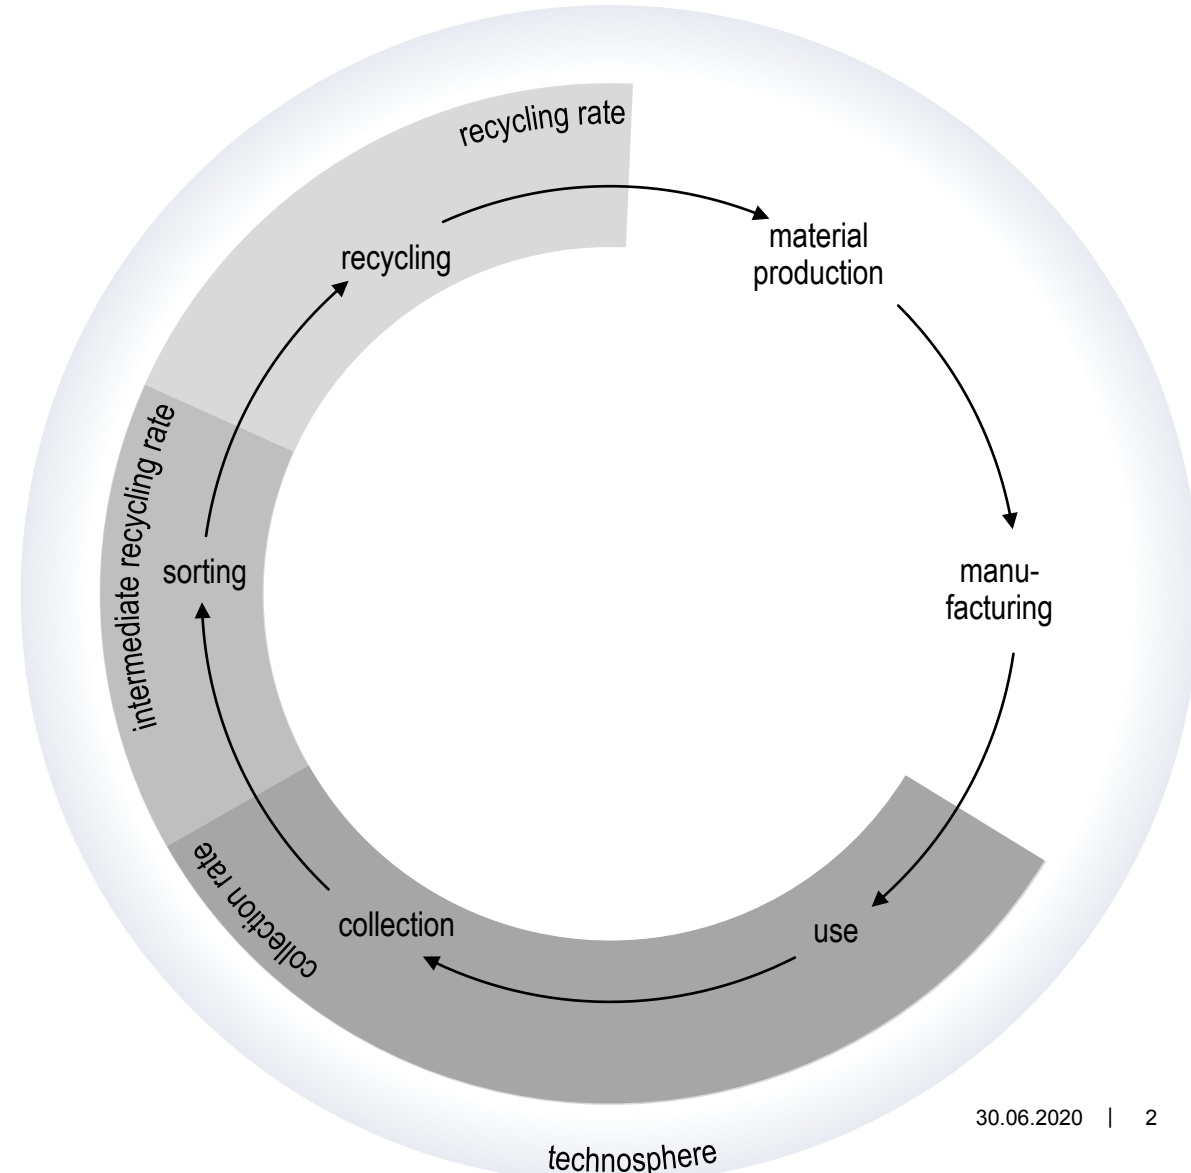 recycling rate
recycling
material
production
intermediate recycling rate
sorting
manu-
facturing
collection rate
collection
use
30.06.2020 | 2
technosphere